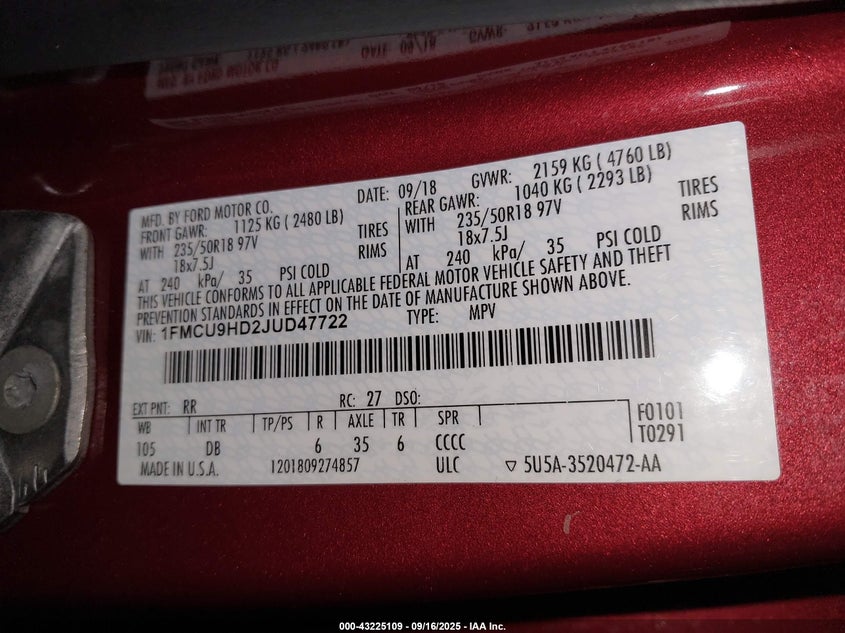 MFD. BY FORD MOTOR CO. DATE: 09/18 GVWR: 2159 KG ( 4760 LB)
FRONT GAWR: 1125 KG ( 2480 LB) REAR GAWR: 1040 KG ( 2293 LB)
WITH 235/50R18 97V TIRES WITH 235/50R18 97V TIRES
18x7.5J RIMS 18x7.5J RIMS
AT 240 kPa/ 35 PSI COLD AT 240 kPa/ 35 PSI COLD
THIS VEHICLE CONFORMS TO ALL APPLICABLE FEDERAL MOTOR VEHICLE SAFETY AND THEFT
PREVENTION STANDARDS IN EFFECT ON THE DATE OF MANUFACTURE SHOWN ABOVE.
VIN: 1FMCU9HD2JUD47722 TYPE: MPV
EXT PNT: RR RC: 27 DSO:
WB INT TR TP/PS R AXLE TR SPR F0101
105 DB 6 35 6 CCCC T0291
MADE IN U.S.A. 1201809274857 ULC ▽ 5U5A-3520472-AA
000-43225109 - 09/16/2025 - IAA Inc.